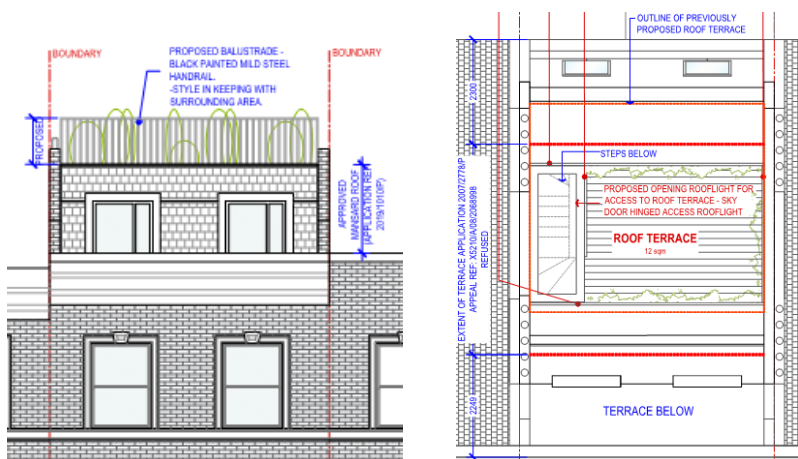 BOUNDARY
PROPOSED BALUSTRADE -
BLACK PAINTED MILD STEEL
HANDRAIL.
-STYLE IN KEEPING WITH
SURROUNDING AREA.
BOUNDARY
PROPOSED
APPROVED
MANSARD ROOF
(APPLICATION REF:
2019/1010/P)
OUTLINE OF PREVIOUSLY
PROPOSED ROOF TERRACE
2300
STEPS BELOW
PROPOSED OPENING ROOFLIGHT FOR
ACCESS TO ROOF TERRACE - SKY
DOOR HINGED ACCESS ROOFLIGHT
ROOF TERRACE
12 sqm
EXTENT OF TERRACE APPLICATION 2007/2778/P
APPEAL REF: X5210/A/08/2068998
REFUSED
2249
TERRACE BELOW